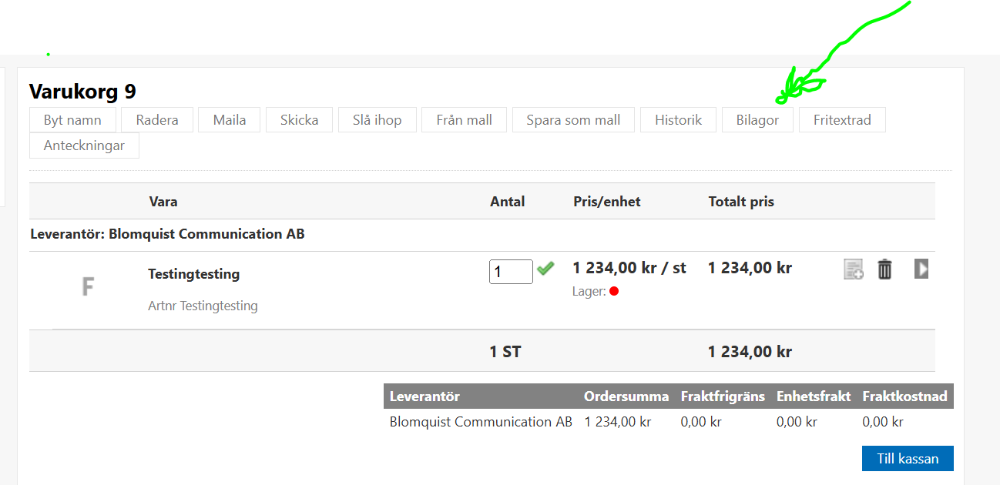 Varukorg 9
Byt namn Radera Maila Skicka Slå ihop Från mall Spara som mall Historik Bilagor Fritextrad
Anteckningar
Vara Antal Pris/enhet Totalt pris
Leverantör: Blomquist Communication AB
F Testingtesting 1 1 234,00 kr / st 1 234,00 kr
Lager:
Artnr Testingtesting
1 ST 1 234,00 kr
Leverantör Ordersumma Fraktfrigräns Enhetsfrakt Fraktkostnad
Blomquist Communication AB 1 234,00 kr 0,00 kr 0,00 kr 0,00 kr
Till kassan